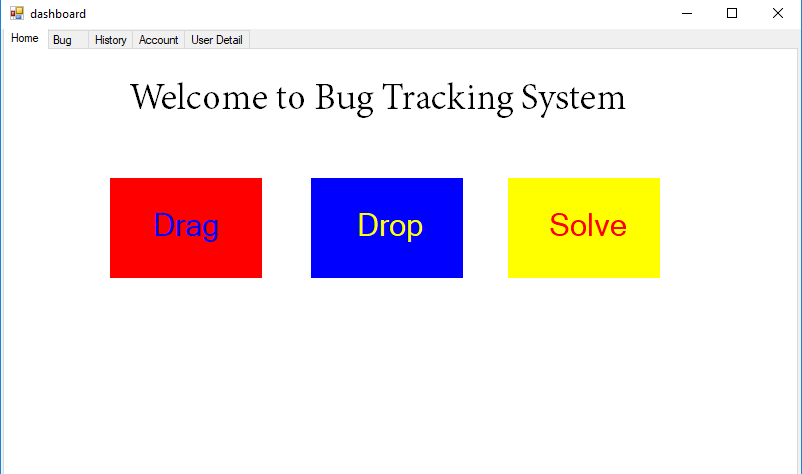 dashboard
Home Bug History Account User Detail
Welcome to Bug Tracking System
Drag Drop Solve